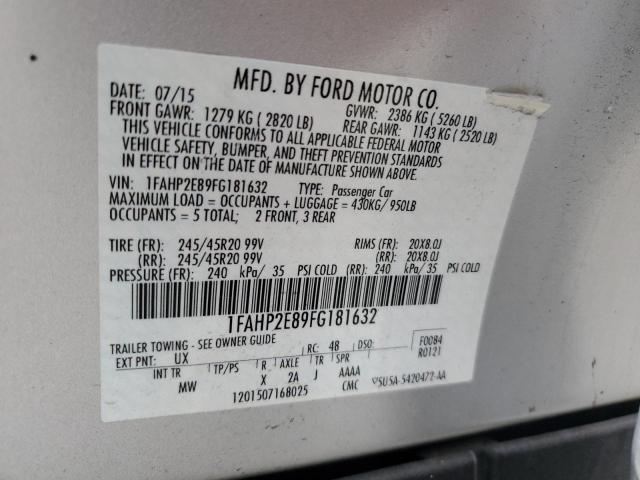 MFD. BY FORD MOTOR CO.
DATE: 07/15 GVWR: 2386 KG ( 5260 LB)
FRONT GAWR: 1279 KG ( 2820 LB) REAR GAWR: 1143 KG ( 2520 LB)
THIS VEHICLE CONFORMS TO ALL APPLICABLE FEDERAL MOTOR
VEHICLE SAFETY, BUMPER, AND THEFT PREVENTION STANDARDS
IN EFFECT ON THE DATE OF MANUFACTURE SHOWN ABOVE.
VIN: 1FAHP2E89FG181632 TYPE: Passenger Car
MAXIMUM LOAD = OCCUPANTS + LUGGAGE = 430KG/ 950LB
OCCUPANTS = 5 TOTAL; 2 FRONT, 3 REAR
TIRE (FR): 245/45R20 99V RIMS (FR): 20X8.0J
(RR): 245/45R20 99V (RR): 20X8.0J
PRESSURE (FR): 240 kPa/ 35 PSI COLD (RR): 240 kPa/ 35 PSI COLD
1FAHP2E89FG181632
TRAILER TOWING - SEE OWNER GUIDE F0084
EXT PNT: UX RC: 48 DSO: R0121
INT TR TP/PS R AXLE TR SPR
MW X 2A J AAAA
1201507168025 CMC 5U5A-5420472-AA